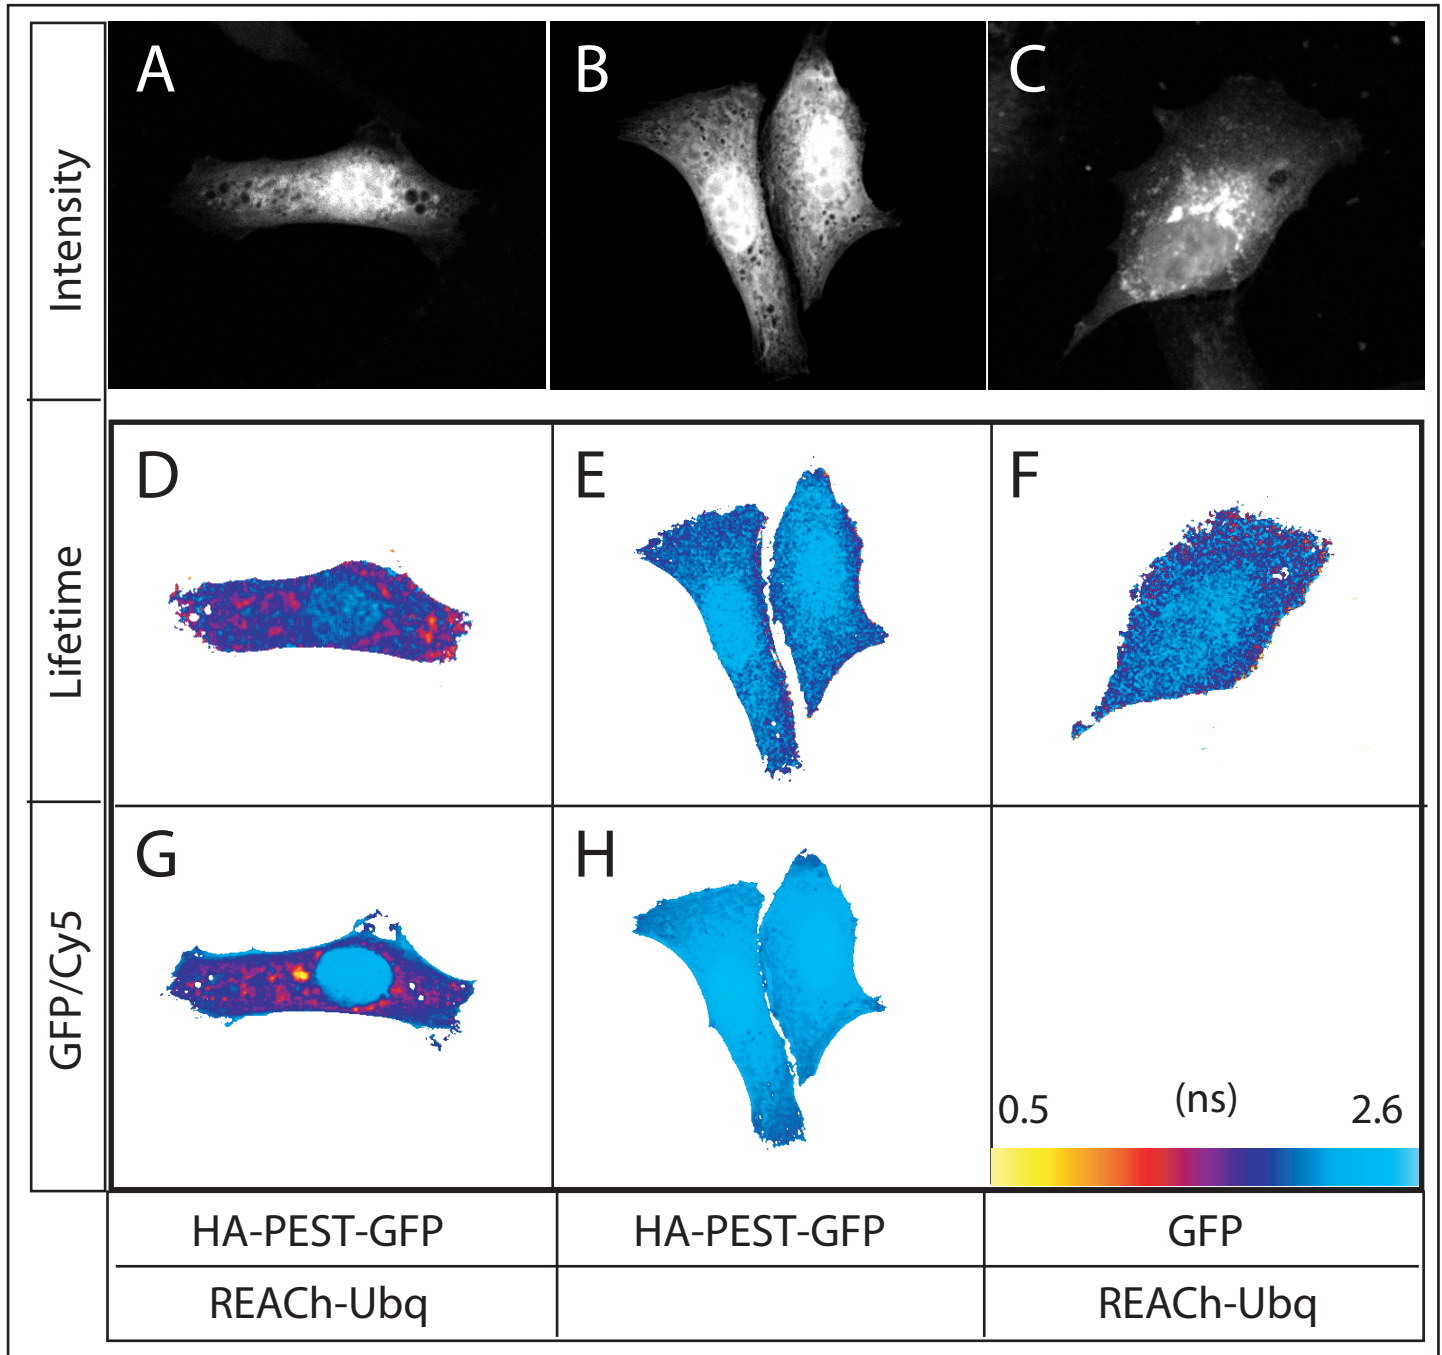 Intensity
A
B
C
Lifetime
D
E
F
GFP/Cy5
G
H
0.5 (ns) 2.6
HA-PEST-GFP HA-PEST-GFP GFP
REACh-Ubq REACh-Ubq